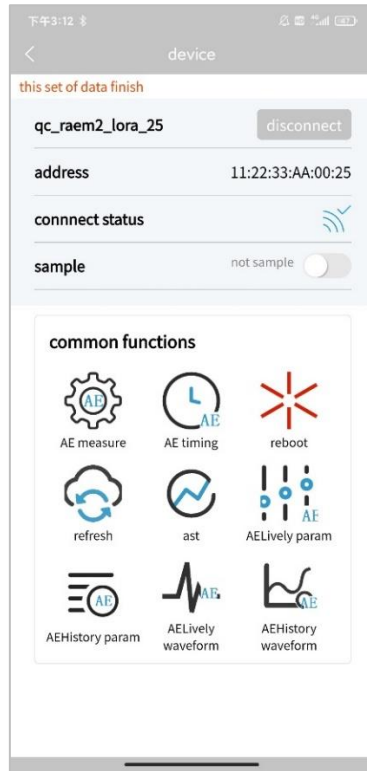 下午3:12
device
this set of data finish
qc_raem2_lora_25
disconnect
address
11:22:33:AA:00:25
connnect status
sample
not sample
common functions
AE
AE
AE measure
AE timing
reboot
AE
refresh
ast
AELively param
AE
AE
AE
AEHistory param
AELively
waveform
AEHistory
waveform